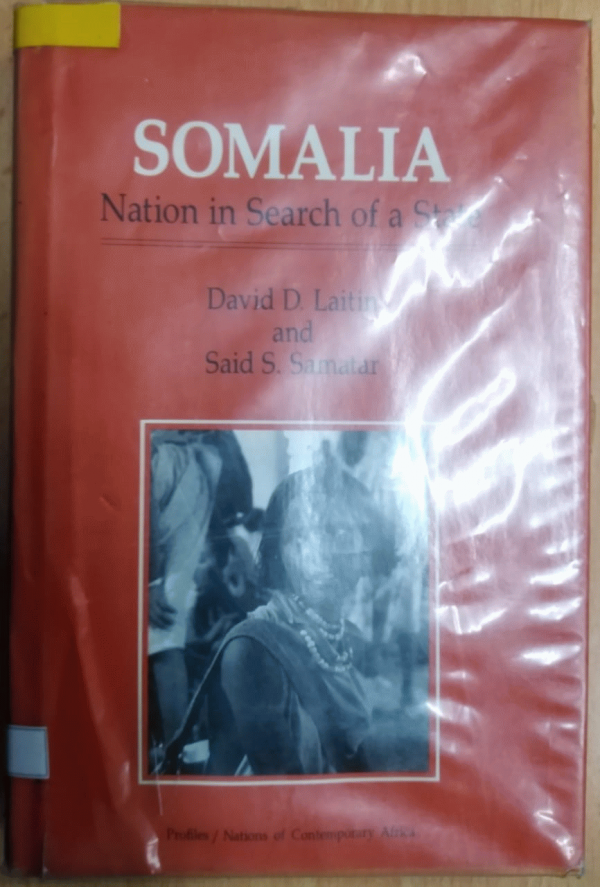 SOMALIA
Nation in Search of a State
David D. Laitin
and
Said S. Samatar
Profiles / Nations of Contemporary Africa